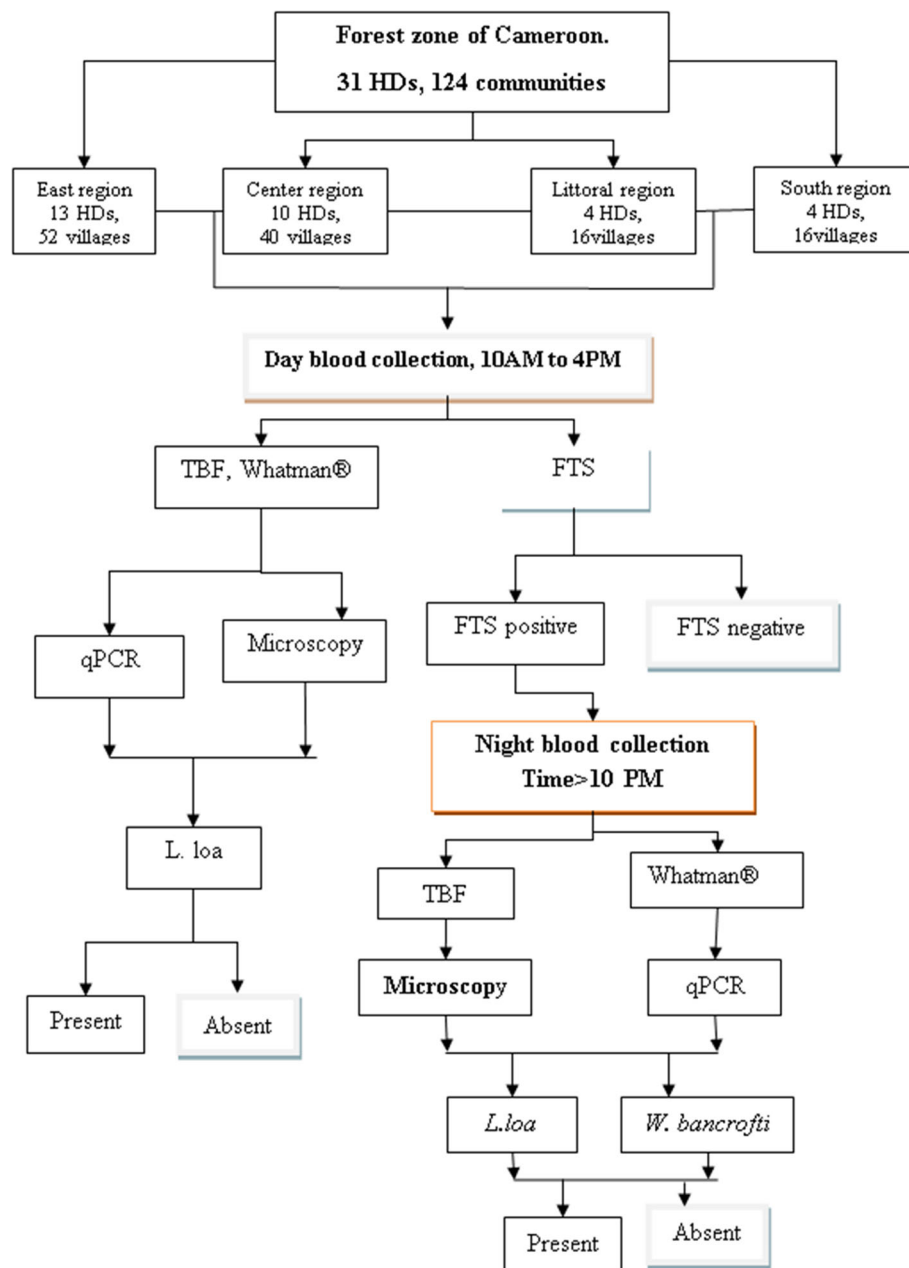 Forest zone of Cameroon.
31 HDs, 124 communities
East region
13 HDs,
52 villages
Center region
10 HDs,
40 villages
Littoral region
4 HDs,
16villages
South region
4 HDs,
16villages
Day blood collection, 10AM to 4PM
TBF, Whatman®
FTS
qPCR
Microscopy
FTS positive
FTS negative
Night blood collection
Time>10 PM
L. loa
TBF
Whatman®
Present
Absent
Microscopy
qPCR
L.loa
W. bancrofti
Present
Absent